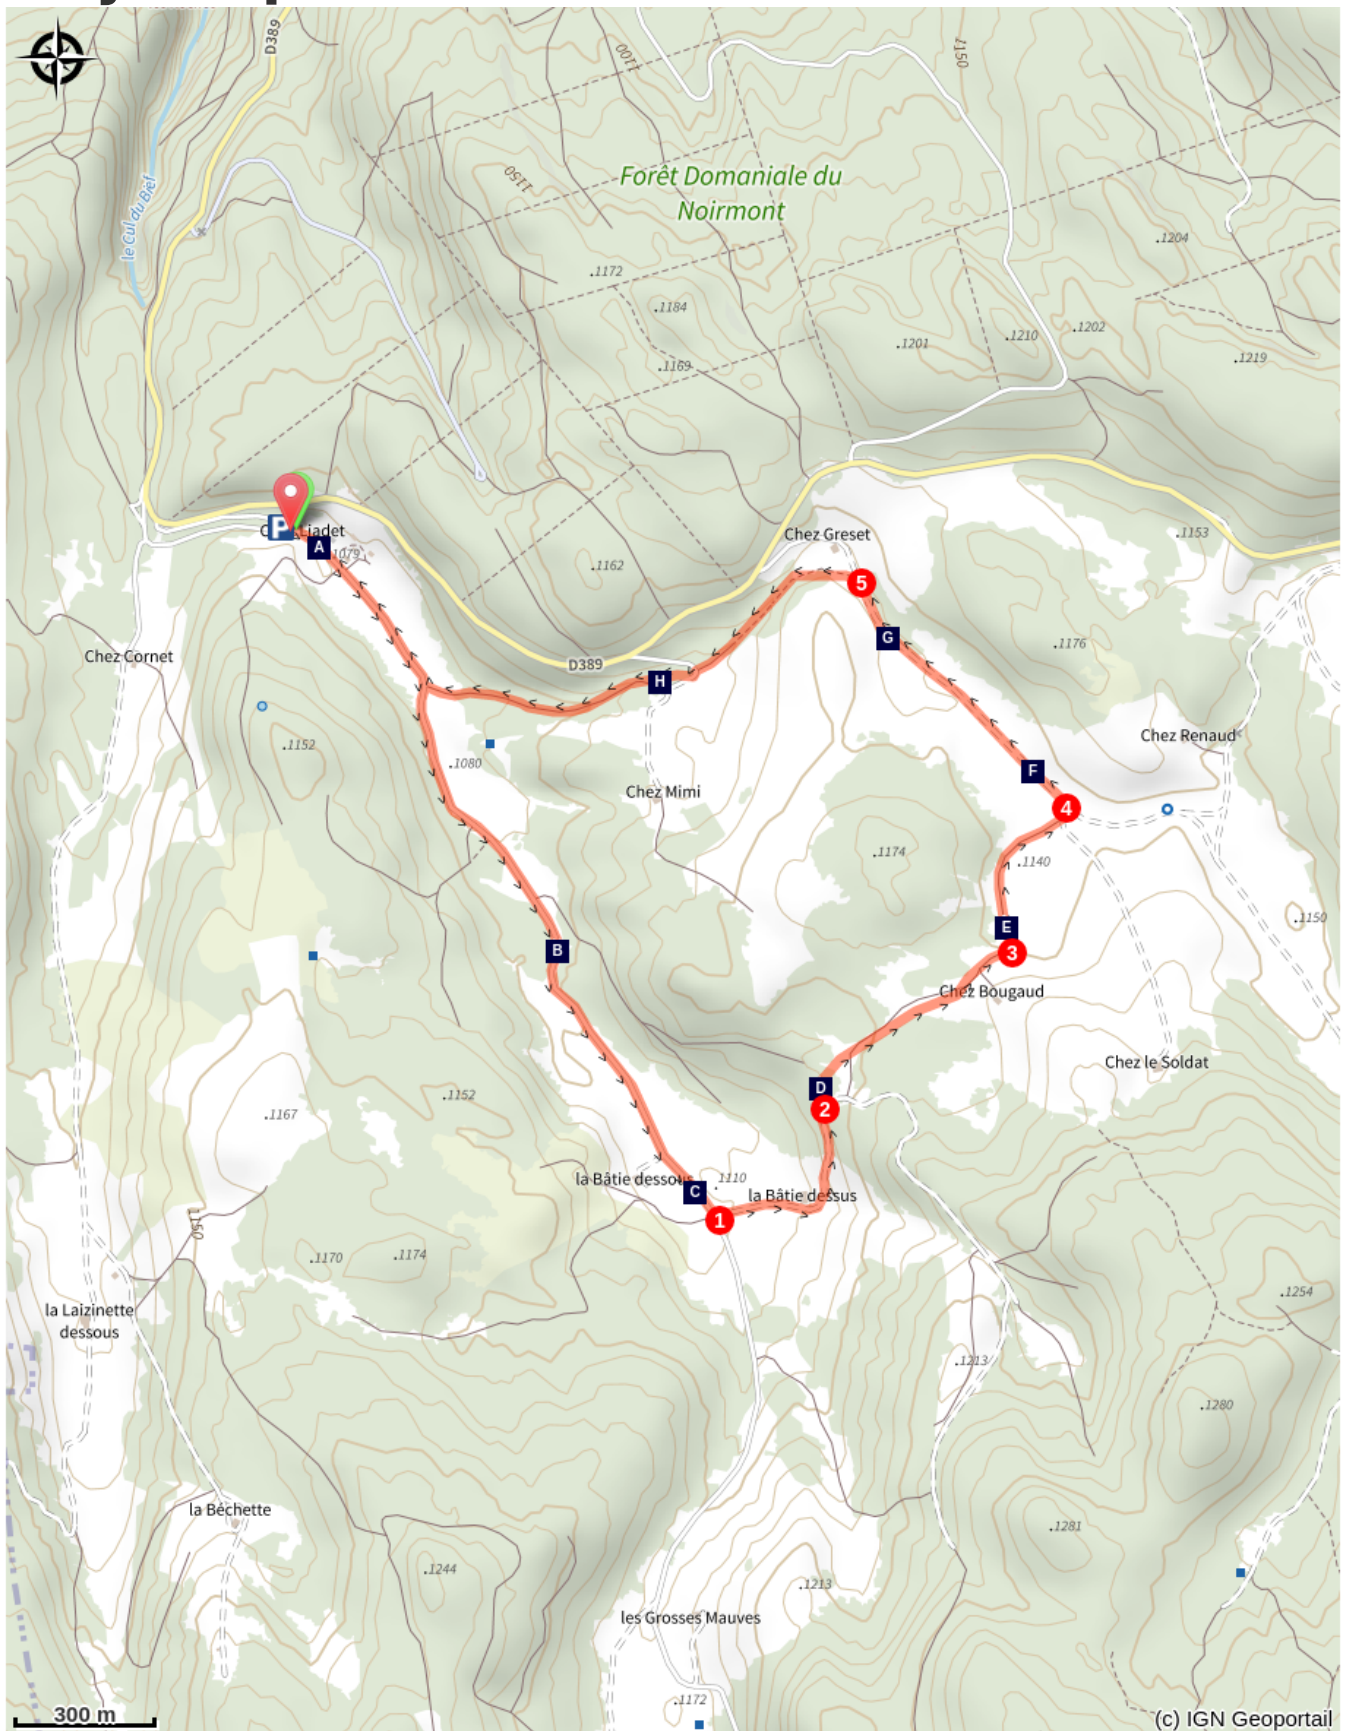 D389
1100
1150
le Cul du Bief
1150
Forêt Domaniale du
Noirmont
.1204
.1172
.1184
.1202
.1210
.1201
.1219
.1169
P
Liadet
A
1079
Chez Greset
.1153
.1162
5
G
.1176
D389
Chez Cornet
H
Chez Renaud
.1152
.1080
F
Chez Mimi
4
.1174
.1140
E
.1150
B
3
Chez Bougaud
Chez le Soldat
D
.1152
2
.1167
la Bâtie dessous
.1110
C
la Bâtie dessus
1
1150
.1170
.1174
.1254
la Laizinette
dessous
.1213
.1280
la Béchette
.1281
.1244
.1213
les Grosses Mauves
.1172
300 m
(c) IGN Geoportail